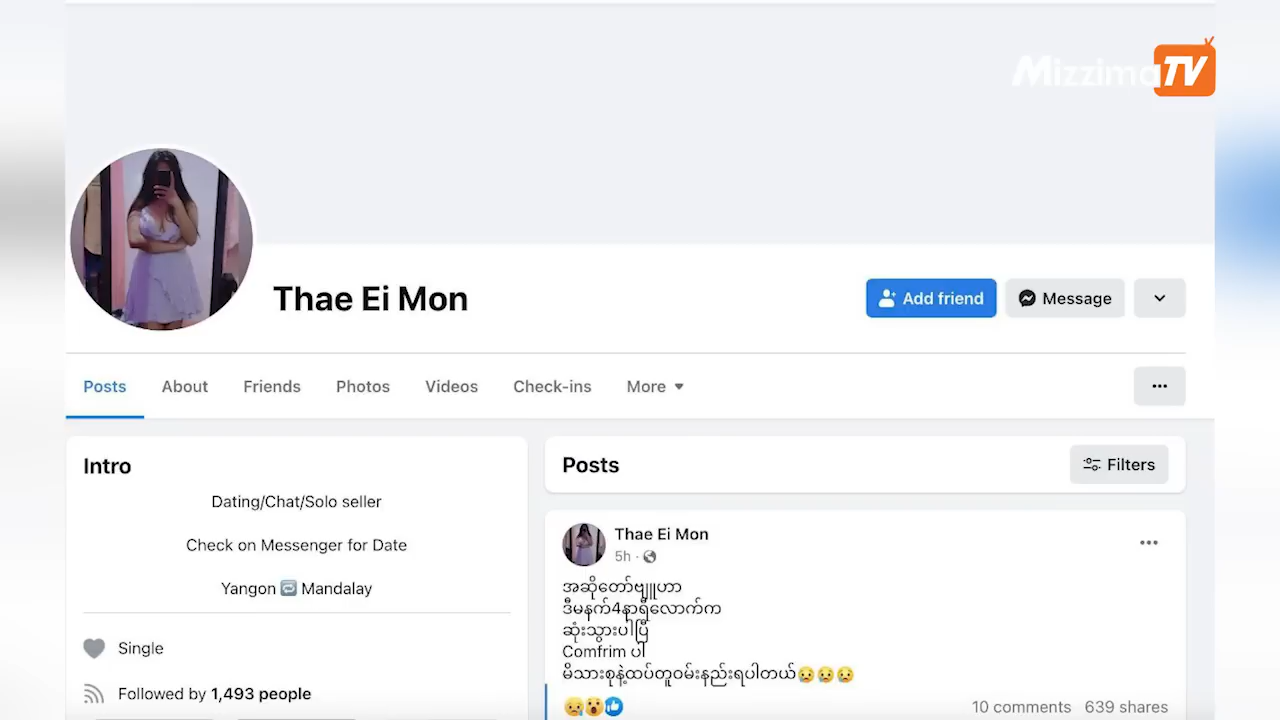 Mizzima TV
Thae Ei Mon
Add friend
Message
Posts
About
Friends
Photos
Videos
Check-ins
More
Intro
Dating/Chat/Solo seller
Check on Messenger for Date
Yangon 🔁 Mandalay
Single
Followed by 1,493 people
Posts
Filters
Thae Ei Mon
5h ·
အဆိုတော်ဗျူဟာ
ဒီမနက်4နာရီလောက်က
ဆုံးသွားပါပြီ
Comfrim ပါ
မိသားစုနဲ့ထပ်တူဝမ်းနည်းရပါတယ်😢😢😢
10 comments 639 shares